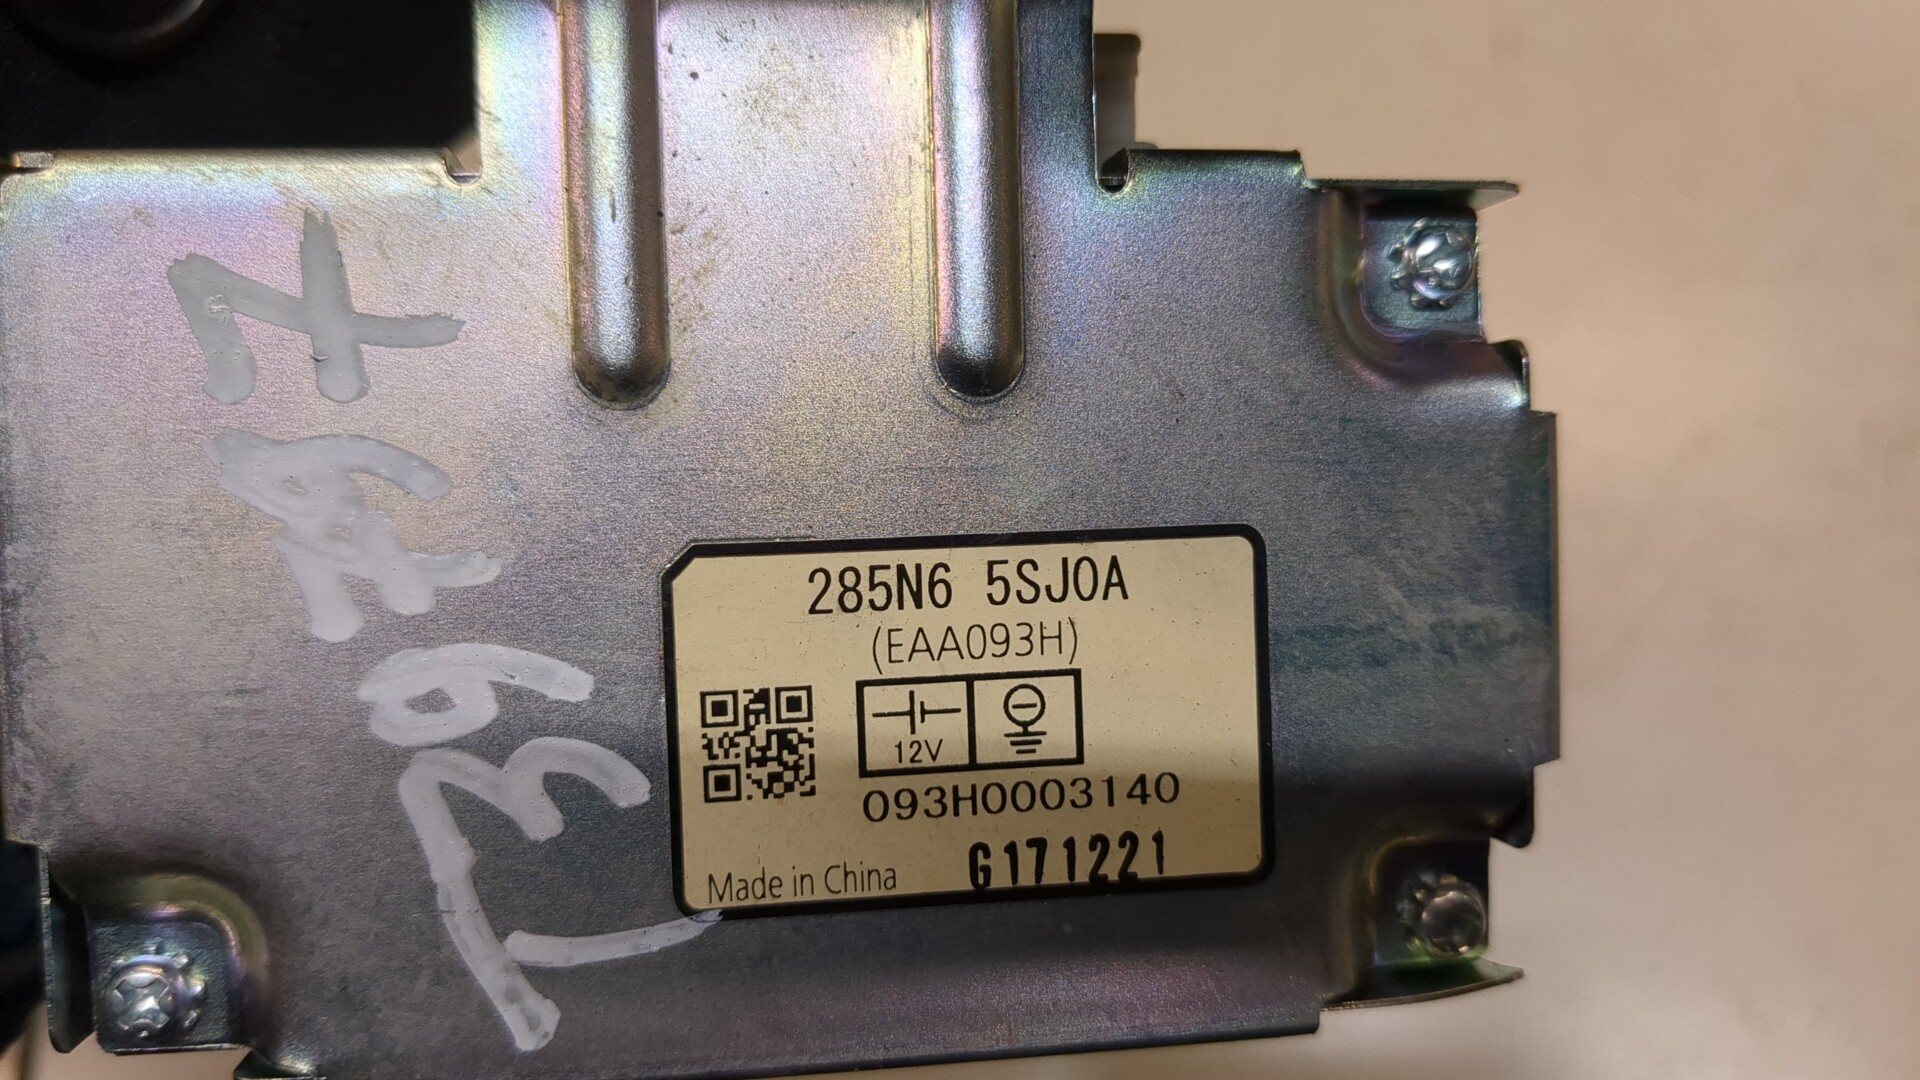 285N6 5SJ0A
(EAA093H)
12V
093H0003140
Made in China G171221